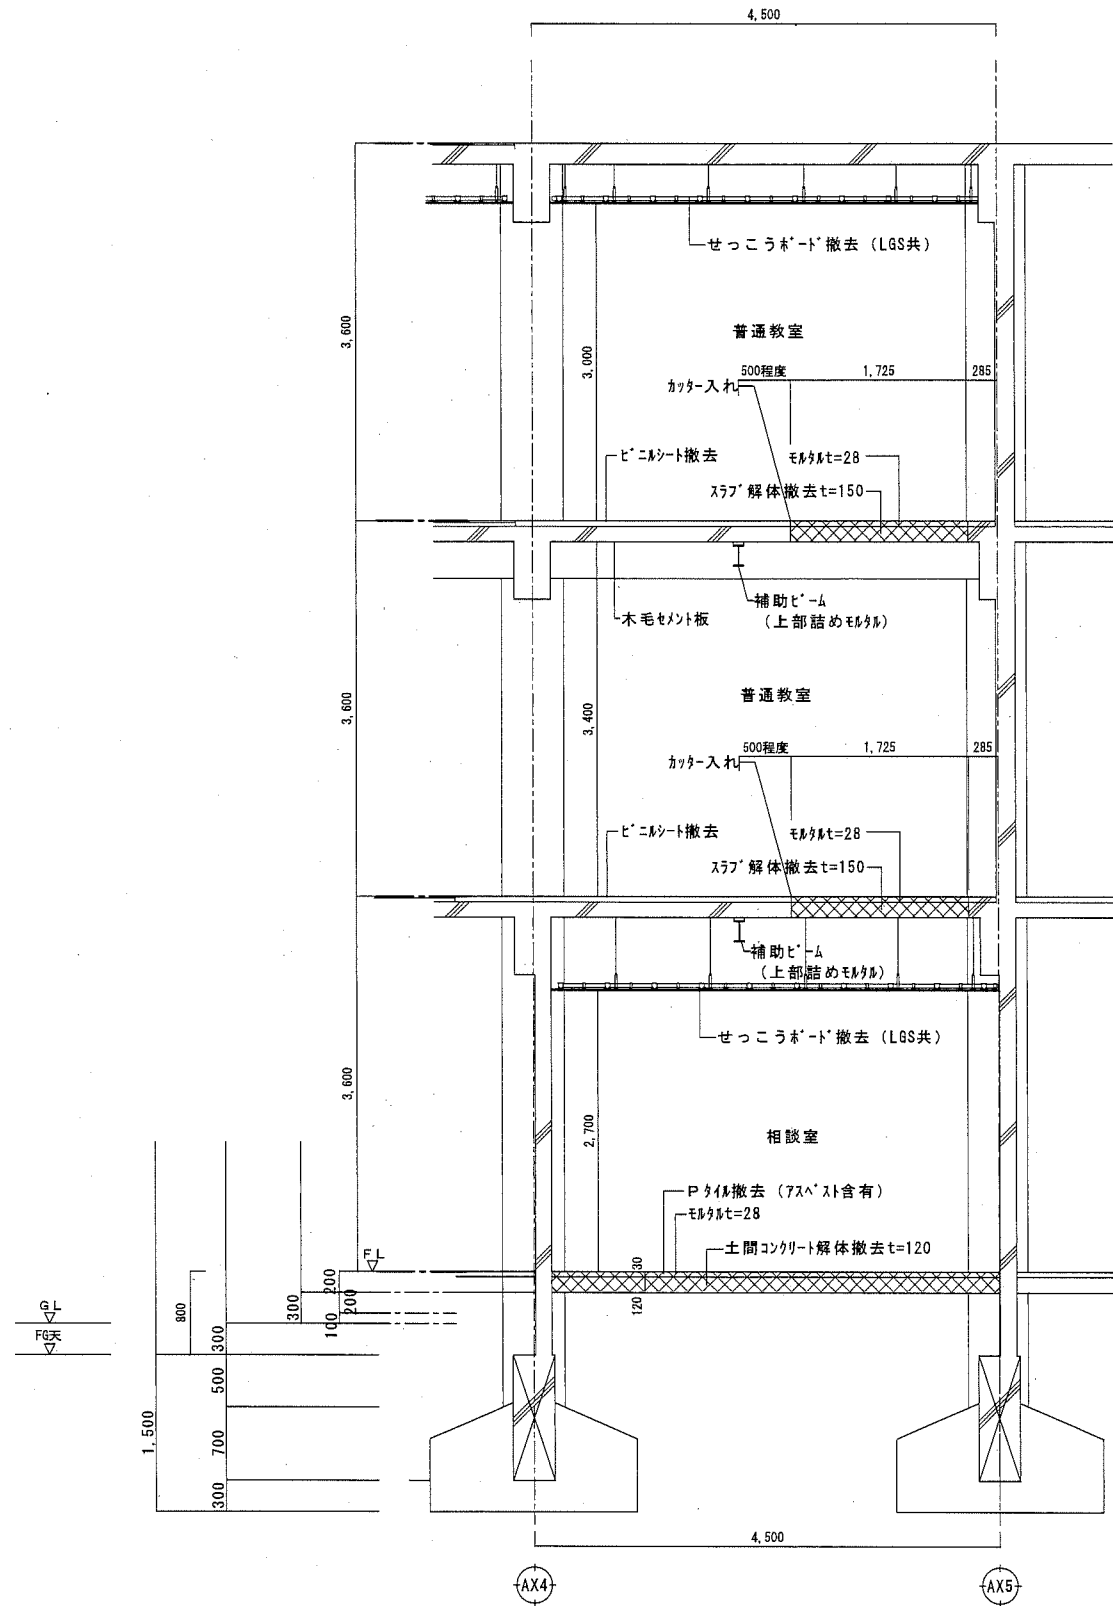 4,500
せっこうボード撤去 (LGS共)
3,600
普通教室
3,000
500程度
1,725
285
カッター入れ
ビニルシート撤去
モルタルt=28
スラブ解体撤去t=150
補助ビーム
(上部詰めモルタル)
木毛セメント板
普通教室
3,600
3,400
500程度
1,725
285
カッター入れ
ビニルシート撤去
モルタルt=28
スラブ解体撤去t=150
補助ビーム
(上部詰めモルタル)
せっこうボード撤去 (LGS共)
3,600
2,700
相談室
Pタイル撤去 (アスベスト含有)
モルタルt=28
土間コンクリート解体撤去t=120
FL
30
120
200
200
300
100
800
GL
FG天
300
500
700
300
1,500
4,500
AX4
AX5